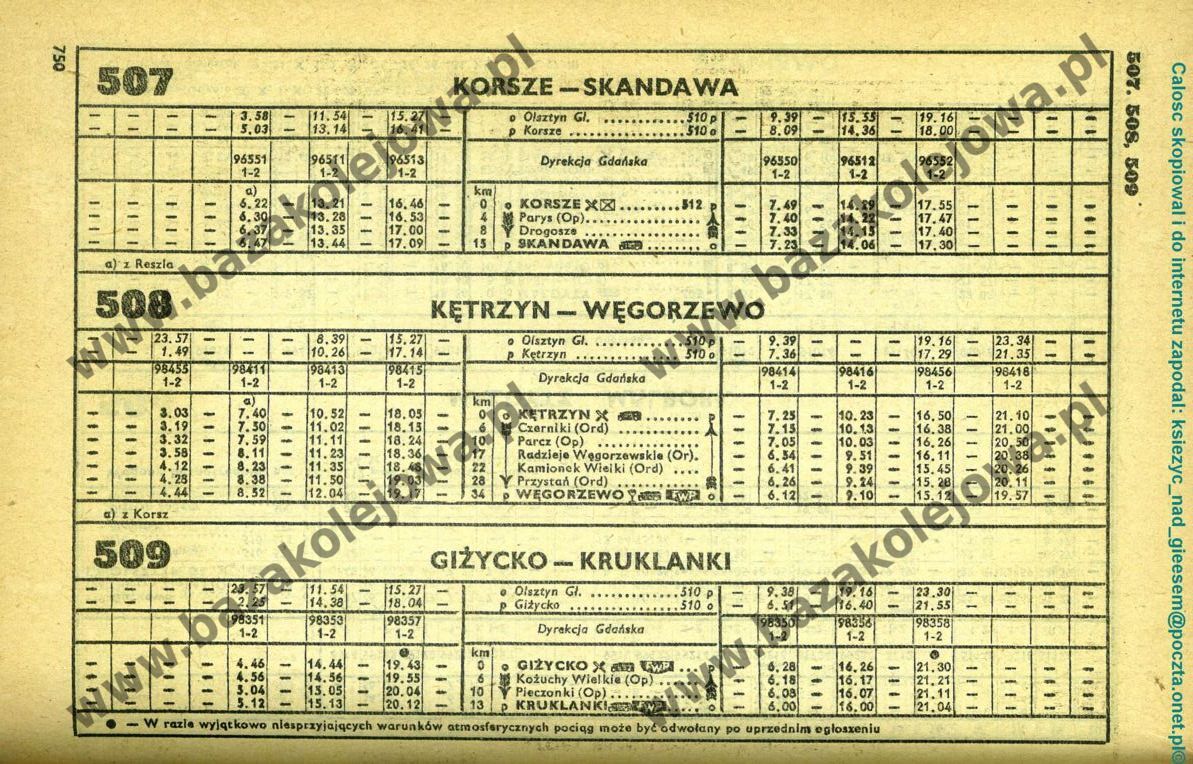 750
507, 508, 509
507 KORSZE — SKANDAWA
— — — — 3.58 — 11.54 — 15.27 — o Olsztyn Gł. ............510 p — 9.39 — 15.55 — 19.16 — — — —
— — — — 5.03 — 13.14 — 16.41 — p Korsze ............510 o — 8.09 — 14.36 — 18.00 — — — —
96551 96511 96513 Dyrekcja Gdańska 96550 96512 96552
1-2 1-2 1-2 1-2 1-2 1-2
a) km
— — — — 6.22 — 13.21 — 16.46 — 0 o KORSZE ............512 p — 7.49 — 14.29 — 17.55 — — — —
— — — — 6.30 — 13.28 — 16.53 — 4 Parys (Op)............ — 7.40 — 14.22 — 17.47 — — — —
— — — — 6.37 — 13.35 — 17.00 — 8 Drogosze ............ — 7.33 — 14.15 — 17.40 — — — —
— — — — 6.47 — 13.44 — 17.09 — 15 p SKANDAWA ........ o — 7.23 — 14.06 — 17.30 — — — —
a) z Reszla
508 KĘTRZYN — WĘGORZEWO
— — 23.57 — — — 8.39 — 15.27 — o Olsztyn Gł. ............510 p — 9.39 — — — 19.16 — 23.34 — —
— — 1.49 — — — 10.26 — 17.14 — p Kętrzyn ............510 o — 7.36 — — — 17.29 — 21.35 — —
98455 98411 98413 98415 Dyrekcja Gdańska 98414 98416 98456 98418
1-2 1-2 1-2 1-2 1-2 1-2 1-2 1-2
a) km
— — 3.03 — 7.40 — 10.52 — 18.05 — 0 o KĘTRZYN ........ p — 7.25 — 10.23 — 16.50 — 21.10 — —
— — 3.19 — 7.50 — 11.02 — 18.15 — 6 Czerniki (Ord) ........ — 7.15 — 10.13 — 16.38 — 21.00 — —
— — 3.32 — 7.59 — 11.11 — 18.24 — 10 Parcz (Op) ............ — 7.05 — 10.03 — 16.26 — 20.50 — —
— — 3.58 — 8.11 — 11.23 — 18.36 — 17 Radzieje Węgorzewskie (Or). — 6.54 — 9.51 — 16.11 — 20.38 — —
— — 4.12 — 8.23 — 11.35 — 18.48 — 22 Kamionek Wielki (Ord) .... — 6.41 — 9.39 — 15.45 — 20.26 — —
— — 4.28 — 8.38 — 11.50 — 19.03 — 28 Przystań (Ord) ........ — 6.26 — 9.24 — 15.28 — 20.11 — —
— — 4.44 — 8.52 — 12.04 — — 34 p WĘGORZEWO FWP .... o — 6.12 — 9.10 — 15.12 — 19.57 — —
a) z Korsz
509 GIŻYCKO — KRUKLANKI
— — — — 23.57 — 11.54 — 15.27 — o Olsztyn Gł. ............510 p — 9.38 — 19.16 — 23.30 — — — —
— — — — 2.25 — 14.38 — 18.04 — p Giżycko ............510 o — 6.51 — 16.40 — 21.55 — — — —
98351 98353 98357 Dyrekcja Gdańska 98350 98356 98358
1-2 1-2 1-2 1-2 1-2 1-2
● km ●
— — — — 4.46 — 14.44 — 19.43 — 0 o GIŻYCKO FWP .... p — 6.28 — 16.26 — 21.30 — — — —
— — — — 4.56 — 14.56 — 19.55 — 6 Kożuchy Wielkie (Op) .... — 6.18 — 16.17 — 21.21 — — — —
— — — — 5.04 — 15.05 — 20.04 — 10 Pieczonki (Op) ........ — 6.08 — 16.07 — 21.11 — — — —
— — — — 5.12 — 15.13 — 20.12 — 13 p KRUKLANKI FWP .... o — 6.00 — 16.00 — 21.04 — — — —
● — W razie wyjątkowo niesprzyjających warunków atmosferycznych pociąg może być odwołany po uprzednim ogłoszeniu
www.bazakolejowa.pl
www.bazakolejowa.pl
www.bazakolejowa.pl
www.bazakolejowa.pl
Calosc skopiowal i do internetu zapodal: ksiezyc_nad_gieesem@poczta.onet.pl@